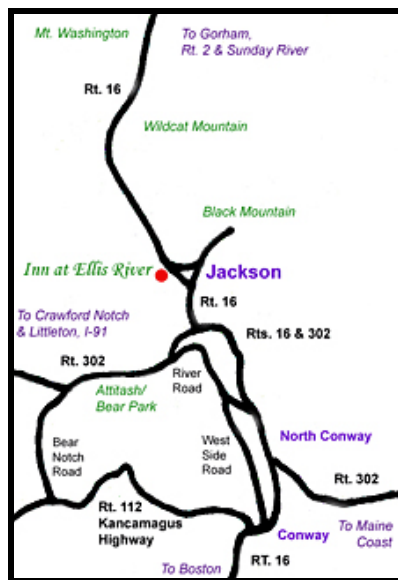 Mt. Washington
To Gorham,
Rt. 2 & Sunday River
Rt. 16
Wildcat Mountain
Black Mountain
Inn at Ellis River
Jackson
Rt. 16
To Crawford Notch
& Littleton, I-91
Rts. 16 & 302
Rt. 302
River
Road
Attitash/
Bear Park
Bear
Notch
Road
West
Side
Road
North Conway
Rt. 302
Rt. 112
Kancamagus
Highway
Conway
To Maine
Coast
To Boston
RT. 16